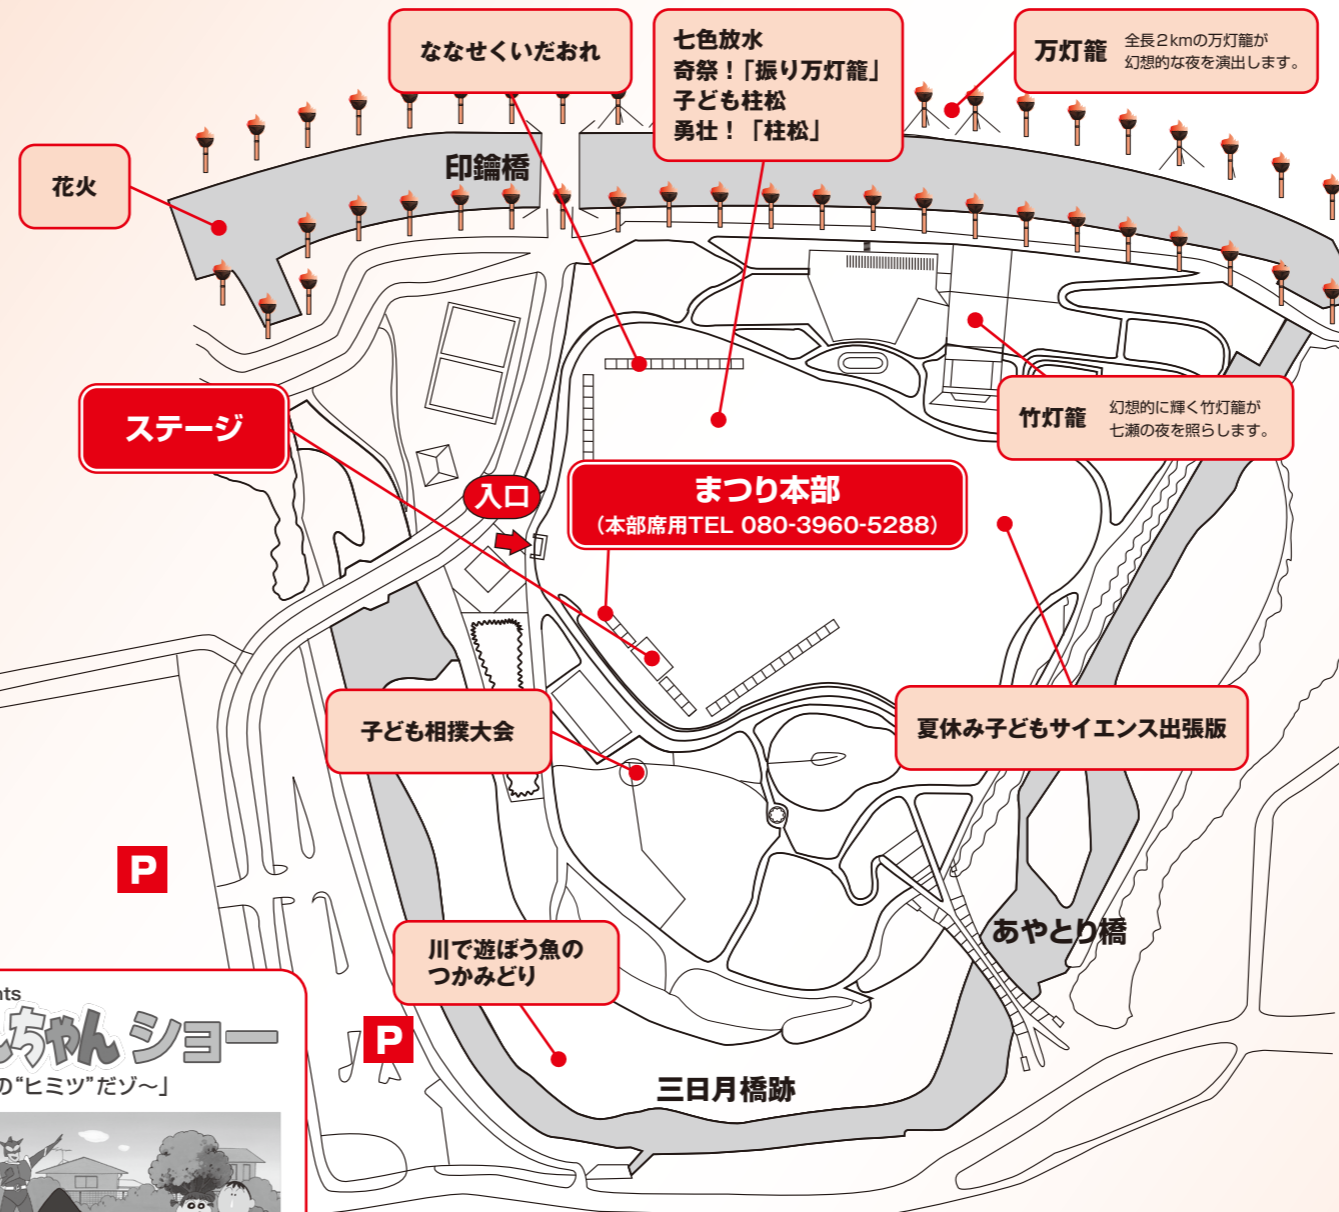 ななせくいだおれ
七色放水
奇祭！「振り万灯籠」
子ども柱松
勇壮！「柱松」
万灯籠
全長2kmの万灯籠が
幻想的な夜を演出します。
花火
印鑰橋
竹灯籠
幻想的に輝く竹灯籠が
七瀬の夜を照らします。
ステージ
入口
まつり本部
（本部席用TEL 080-3960-5288）
子ども相撲大会
夏休み子どもサイエンス出張版
P
あやとり橋
川で遊ぼう魚の
つかみどり
P
三日月橋跡
nts
んちゃん ショー
の“ヒミツ”だゾ～」